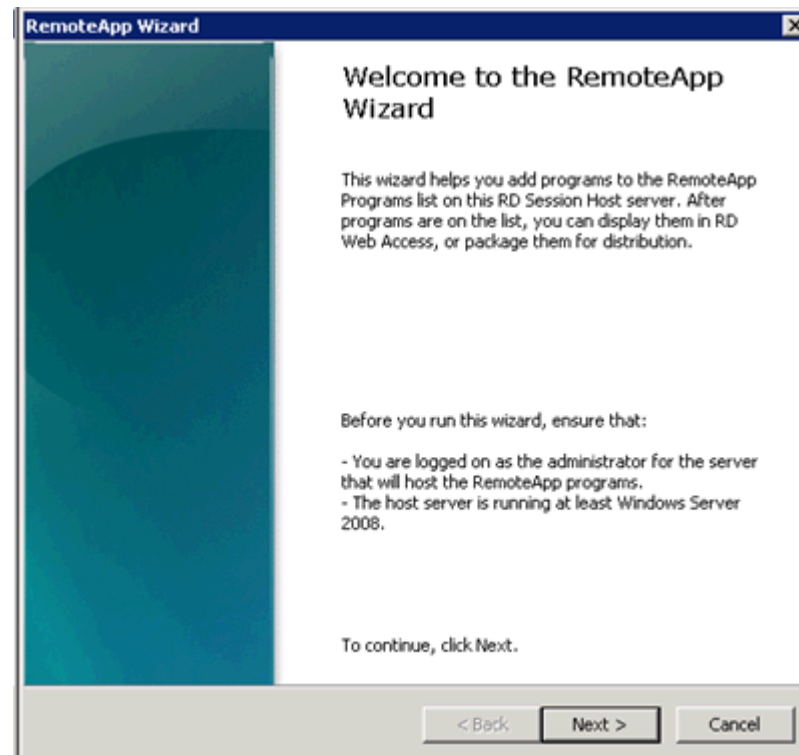 RemoteApp Wizard
Welcome to the RemoteApp
Wizard
This wizard helps you add programs to the RemoteApp
Programs list on this RD Session Host server. After
programs are on the list, you can display them in RD
Web Access, or package them for distribution.
Before you run this wizard, ensure that:
- You are logged on as the administrator for the server
that will host the RemoteApp programs.
- The host server is running at least Windows Server
2008.
To continue, click Next.
< Back Next > Cancel